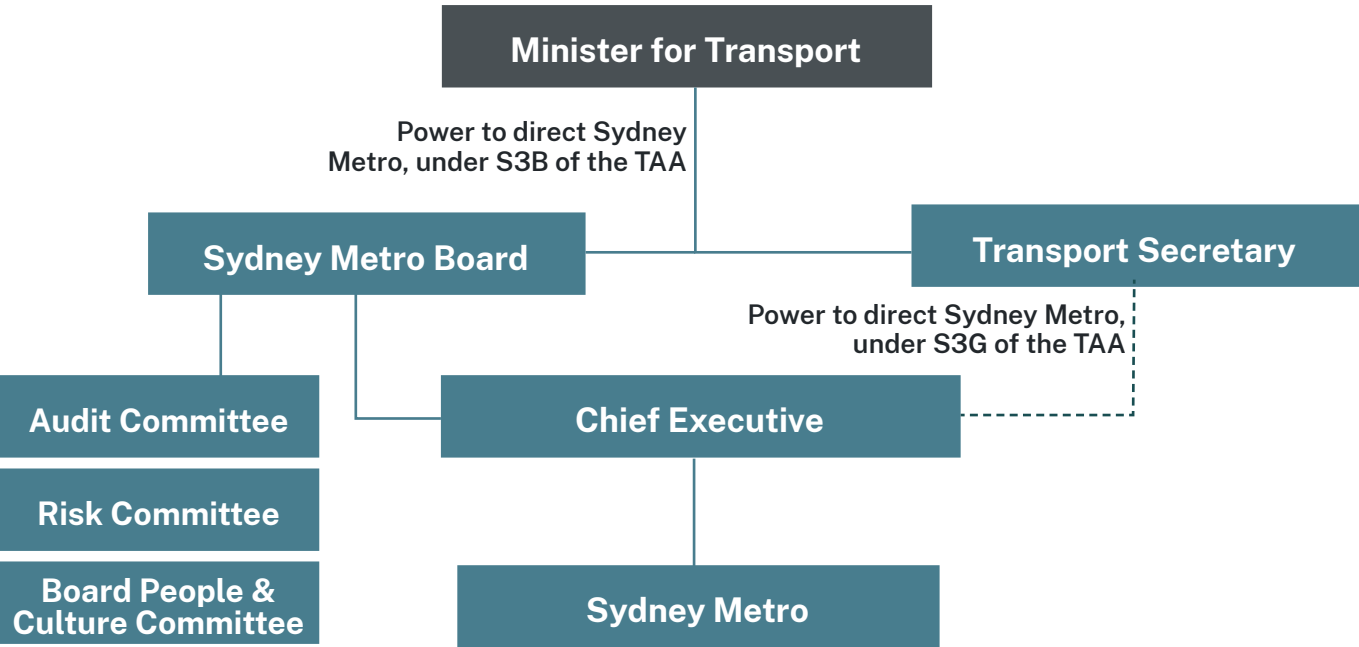 Minister for Transport
Power to direct Sydney
Metro, under S3B of the TAA
Sydney Metro Board
Transport Secretary
Power to direct Sydney Metro,
under S3G of the TAA
Audit Committee
Chief Executive
Risk Committee
Board People &
Culture Committee
Sydney Metro